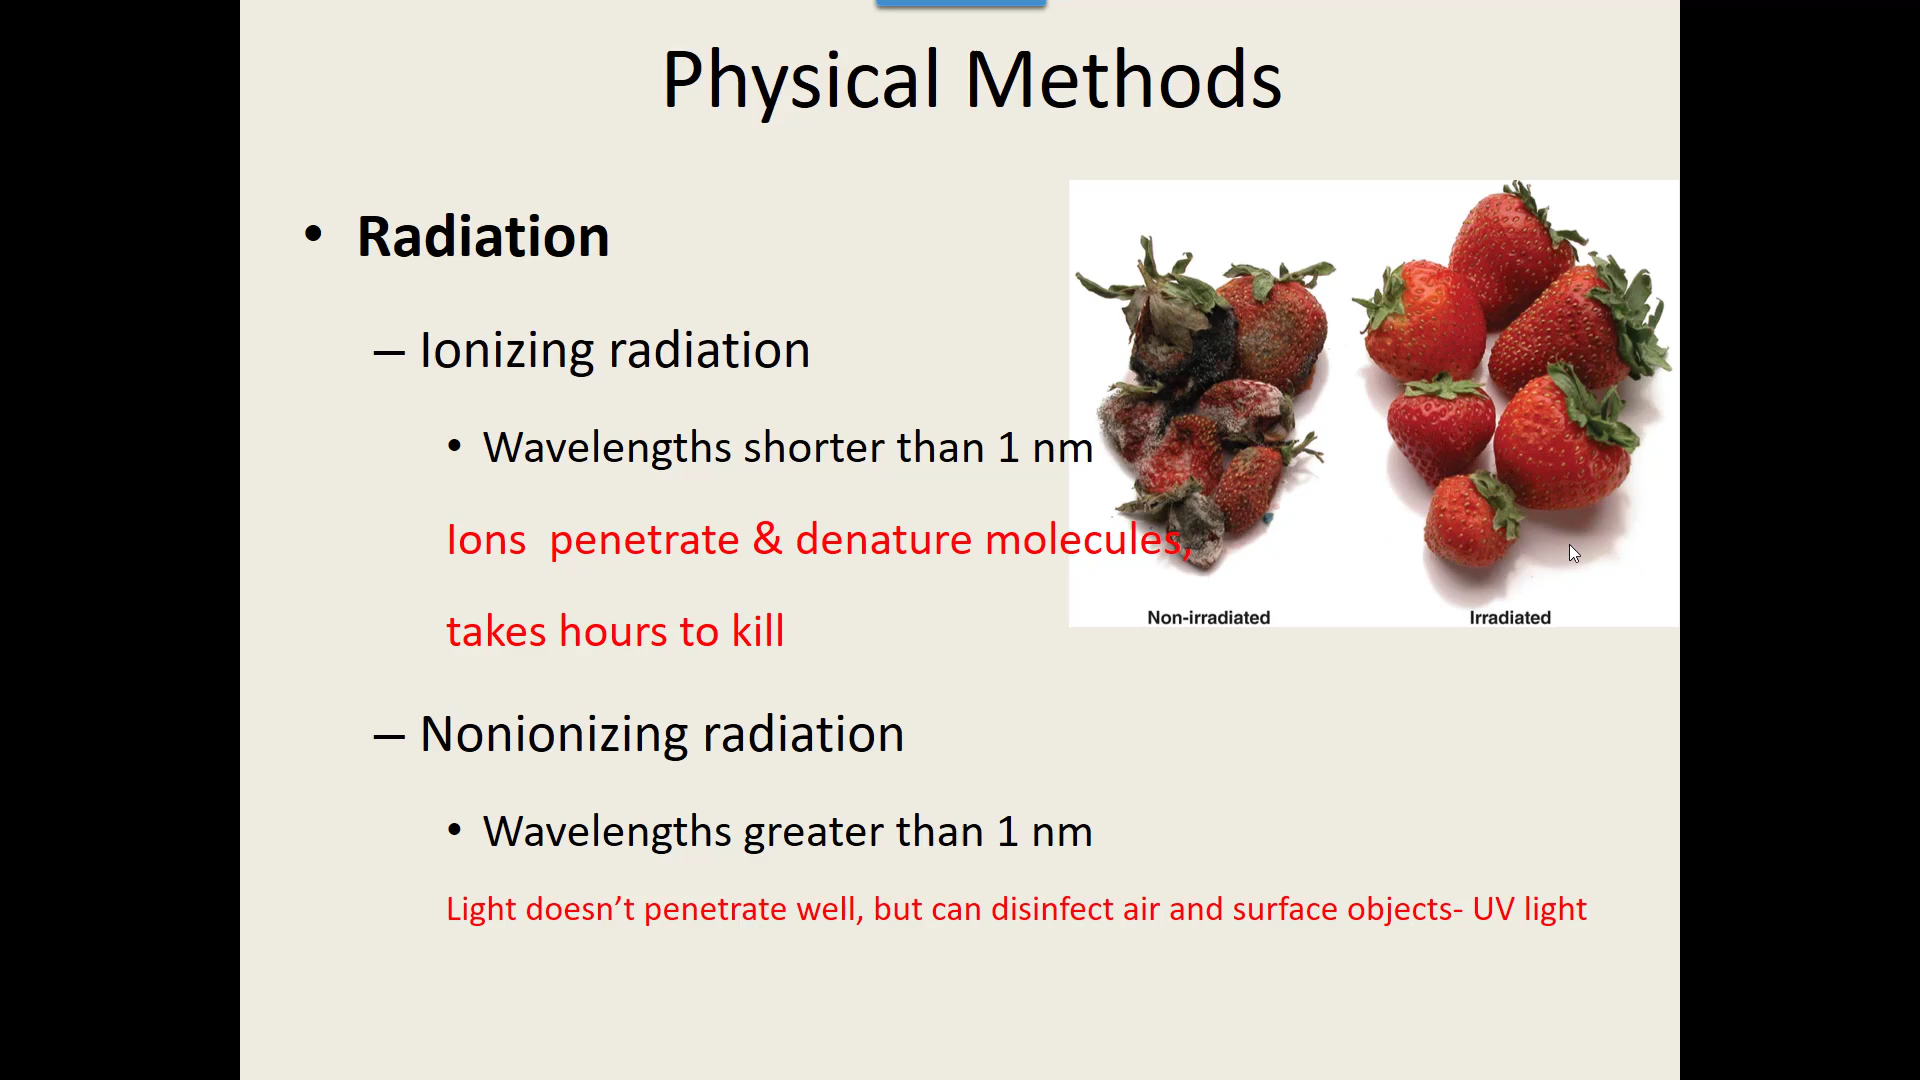 Physical Methods
• Radiation
– Ionizing radiation
• Wavelengths shorter than 1 nm
Ions  penetrate & denature molecules,
takes hours to kill
Non-irradiated
Irradiated
– Nonionizing radiation
• Wavelengths greater than 1 nm
Light doesn’t penetrate well, but can disinfect air and surface objects- UV light